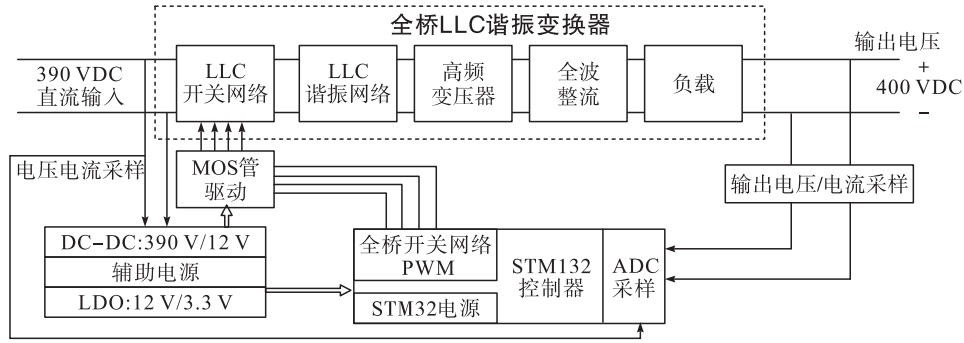 全桥LLC谐振变换器
390 VDC
直流输入
LLC
开关网络
LLC
谐振网络
高频
变压器
全波
整流
负载
输出电压
+
400 VDC
-
电压电流采样
MOS管
驱动
输出电压/电流采样
DC-DC:390 V/12 V
辅助电源
LDO:12 V/3.3 V
全桥开关网络
PWM
STM32电源
STM132
控制器
ADC
采样